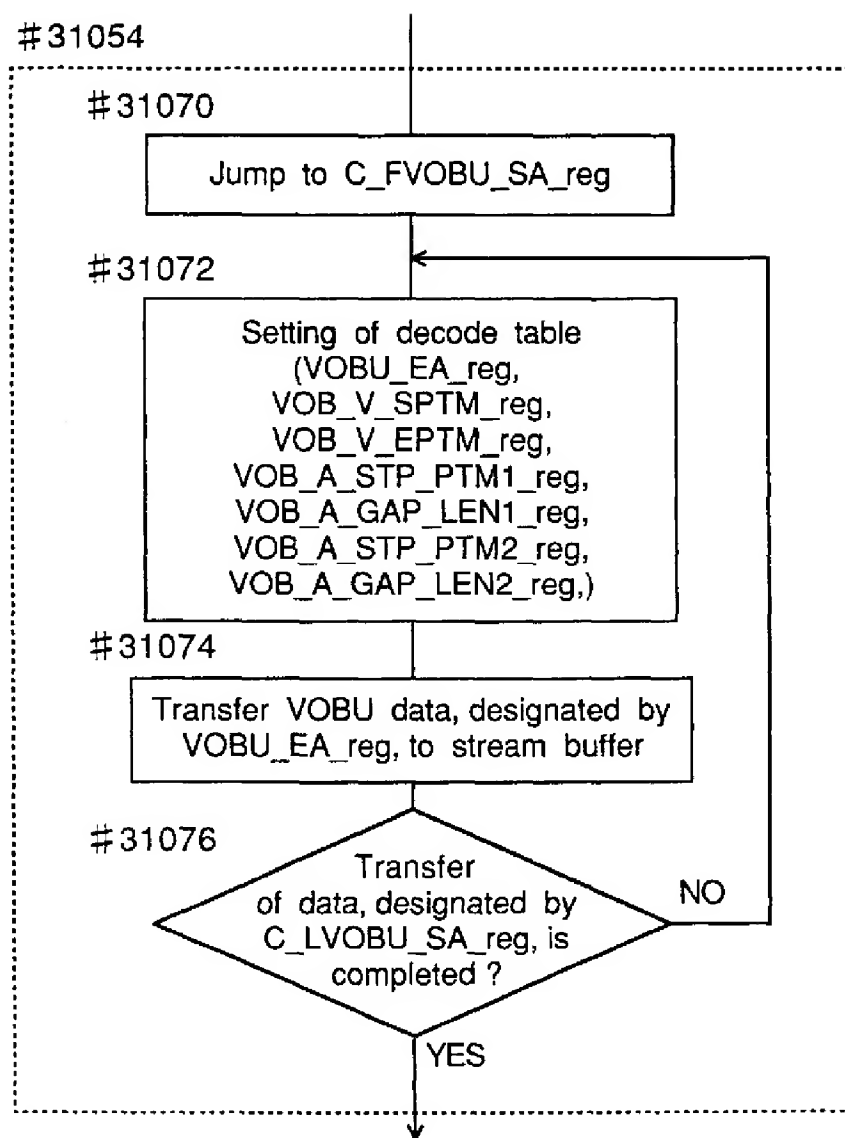 #31054
#31070
Jump to C_FVOBU_SA_reg
#31072
Setting of decode table
(VOBU_EA_reg,
VOB_V_SPTM_reg,
VOB_V_EPTM_reg,
VOB_A_STP_PTM1_reg,
VOB_A_GAP_LEN1_reg,
VOB_A_STP_PTM2_reg,
VOB_A_GAP_LEN2_reg,)
#31074
Transfer VOBU data, designated by
VOBU_EA_reg, to stream buffer
#31076
Transfer
of data, designated by
C_LVOBU_SA_reg, is
completed ?
NO
YES